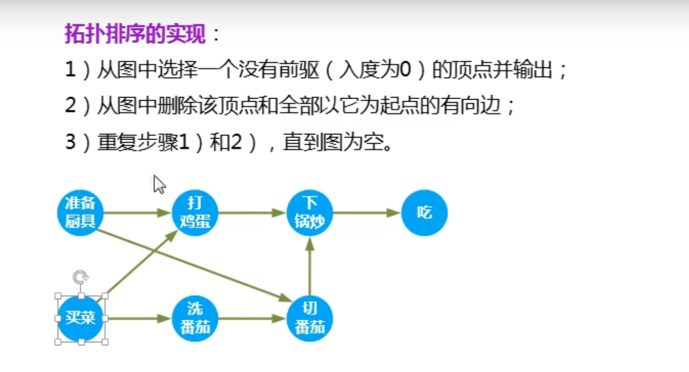 拓扑排序的实现：
1）从图中选择一个没有前驱（入度为0）的顶点并输出；
2）从图中删除该顶点和全部以它为起点的有向边；
3）重复步骤1）和2），直到图为空。
准备
厨具
打
鸡蛋
下
锅炒
吃
买菜
洗
番茄
切
番茄